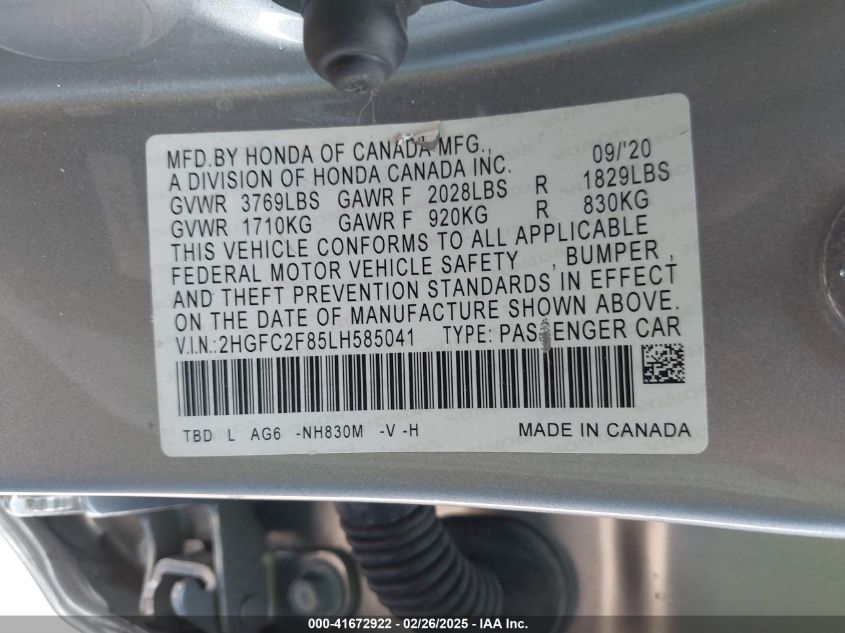 MFD.BY HONDA OF CANADA MFG., 09/'20
A DIVISION OF HONDA CANADA INC.
GVWR 3769LBS GAWR F 2028LBS R 1829LBS
GVWR 1710KG GAWR F 920KG R 830KG
THIS VEHICLE CONFORMS TO ALL APPLICABLE
FEDERAL MOTOR VEHICLE SAFETY , BUMPER ,
AND THEFT PREVENTION STANDARDS IN EFFECT
ON THE DATE OF MANUFACTURE SHOWN ABOVE.
V.I.N.:2HGFC2F85LH585041 TYPE: PASSENGER CAR
TBD L AG6 -NH830M -V -H MADE IN CANADA
000-41672922 - 02/26/2025 - IAA Inc.